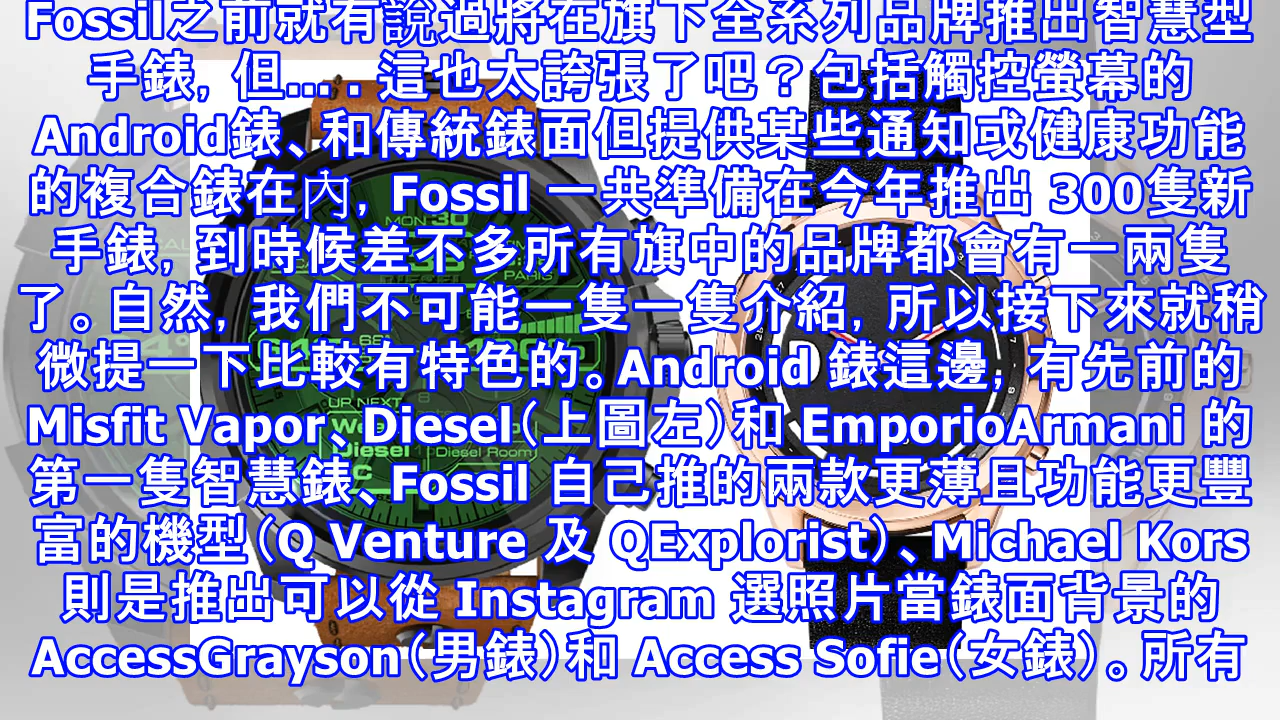 Fossil之前就有說過將在旗下全系列品牌推出智慧型
手錶, 但... . 這也太誇張了吧？包括觸控螢幕的
Android錶、和傳統錶面但提供某些通知或健康功能
的複合錶在內, Fossil 一共準備在今年推出 300隻新
手錶, 到時候差不多所有旗中的品牌都會有一兩隻
了。自然, 我們不可能一隻一隻介紹, 所以接下來就稍
微提一下比較有特色的。Android 錶這邊, 有先前的
Misfit Vapor、Diesel（上圖左）和 EmporioArmani 的
第一隻智慧錶、Fossil 自己推的兩款更薄且功能更豐
富的機型（Q Venture 及 QExplorist）、Michael Kors
則是推出可以從 Instagram 選照片當錶面背景的
AccessGrayson（男錶）和 Access Sofie（女錶）。所有
MON 30
PARIS
UP NEXT
Diesel
Diesel Room